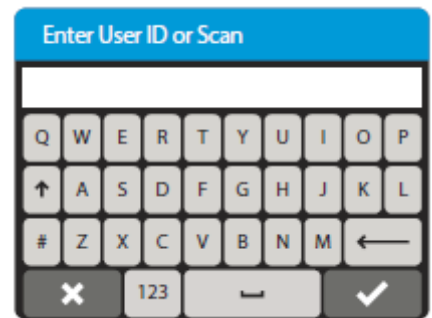 Enter User ID or Scan
Q W E R T Y U I O P
↑ A S D F G H J K L
# Z X C V B N M ←
123